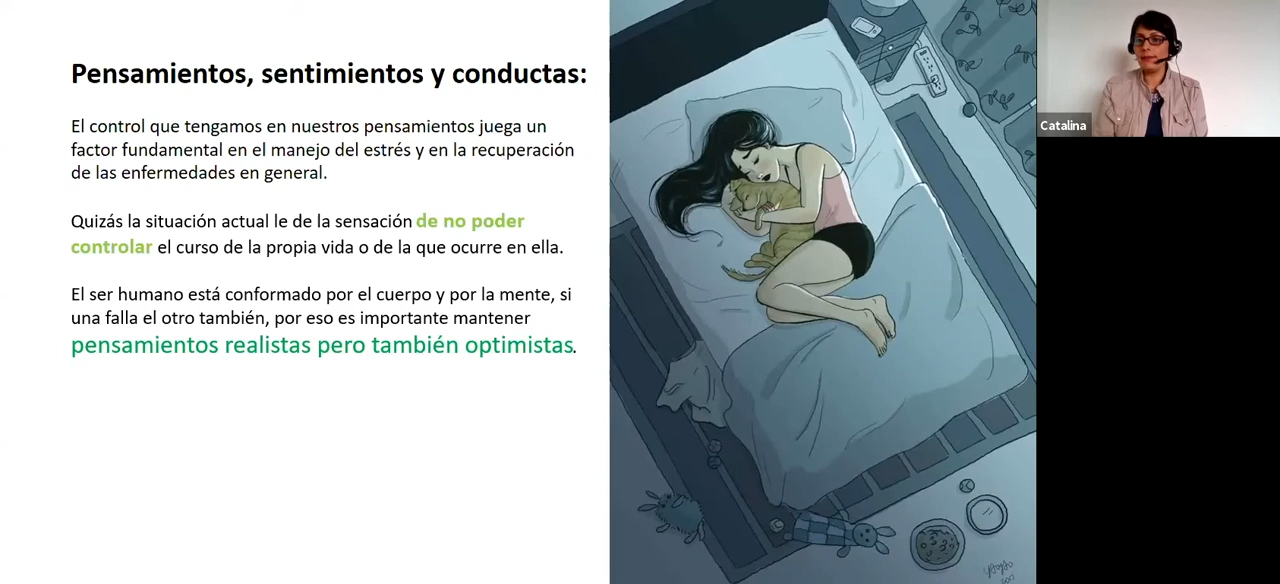 Pensamientos, sentimientos y conductas:
El control que tengamos en nuestros pensamientos juega un
factor fundamental en el manejo del estrés y en la recuperación
de las enfermedades en general.
Quizás la situación actual le de la sensación de no poder
controlar el curso de la propia vida o de la que ocurre en ella.
El ser humano está conformado por el cuerpo y por la mente, si
una falla el otro también, por eso es importante mantener
pensamientos realistas pero también optimistas.
Catalina